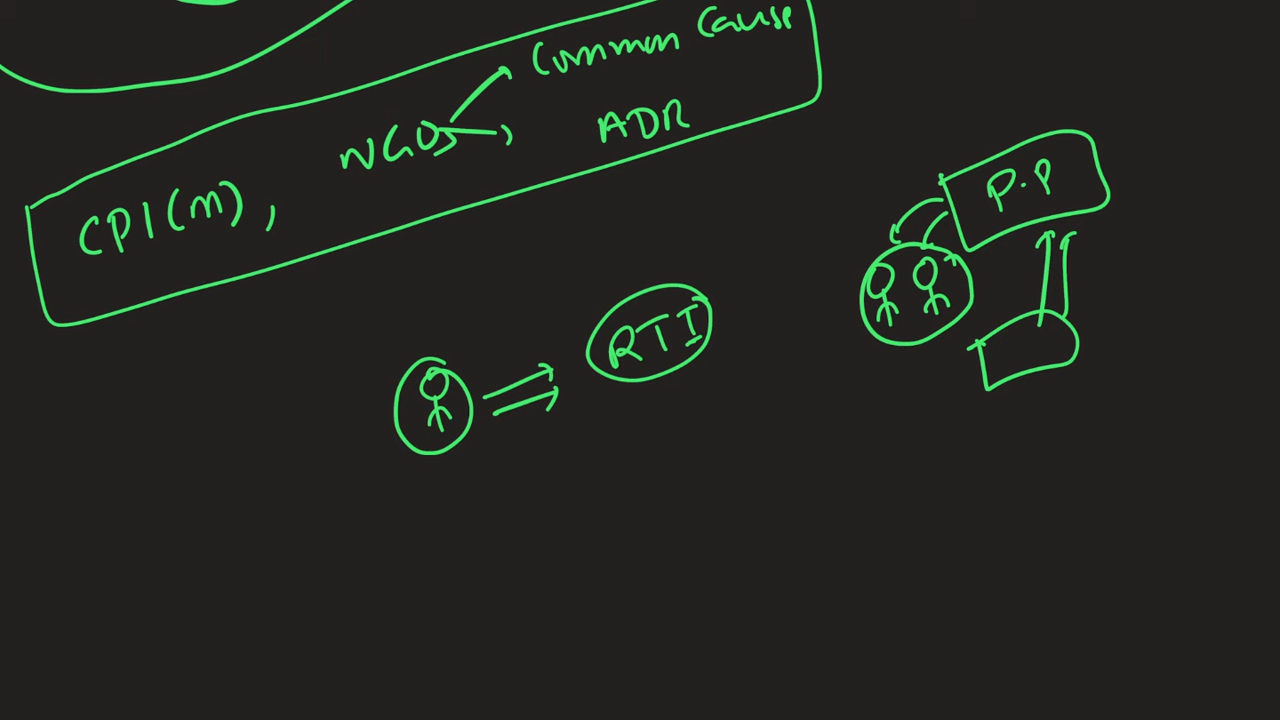 Common Cause
NGOs
ADR
CPI(M),
P.P
RTI